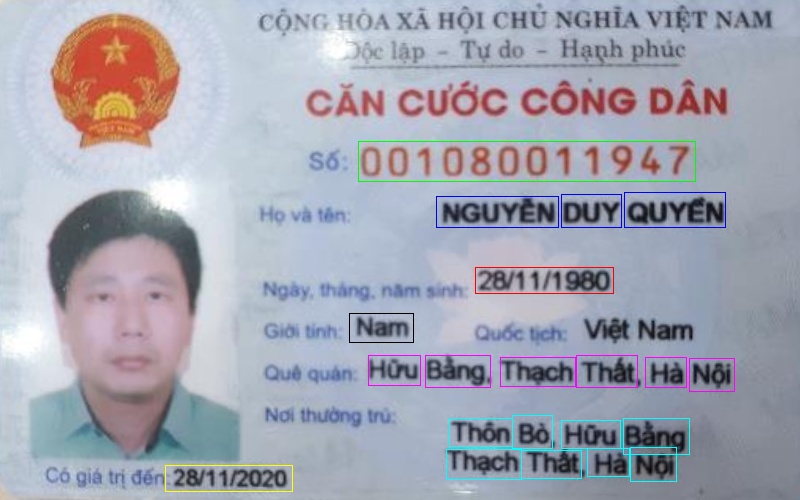 CỘNG HÒA XÃ HỘI CHỦ NGHĨA VIỆT NAM
Độc lập - Tự do - Hạnh phúc
CĂN CƯỚC CÔNG DÂN
Số: 001080011947
Họ và tên: NGUYỄN DUY QUYỀN
Ngày, tháng, năm sinh: 28/11/1980
Giới tính: Nam Quốc tịch: Việt Nam
Quê quán: Hữu Bằng, Thạch Thất, Hà Nội
Nơi thường trú: Thôn Bò, Hữu Bằng
Thạch Thất, Hà Nội
Có giá trị đến: 28/11/2020